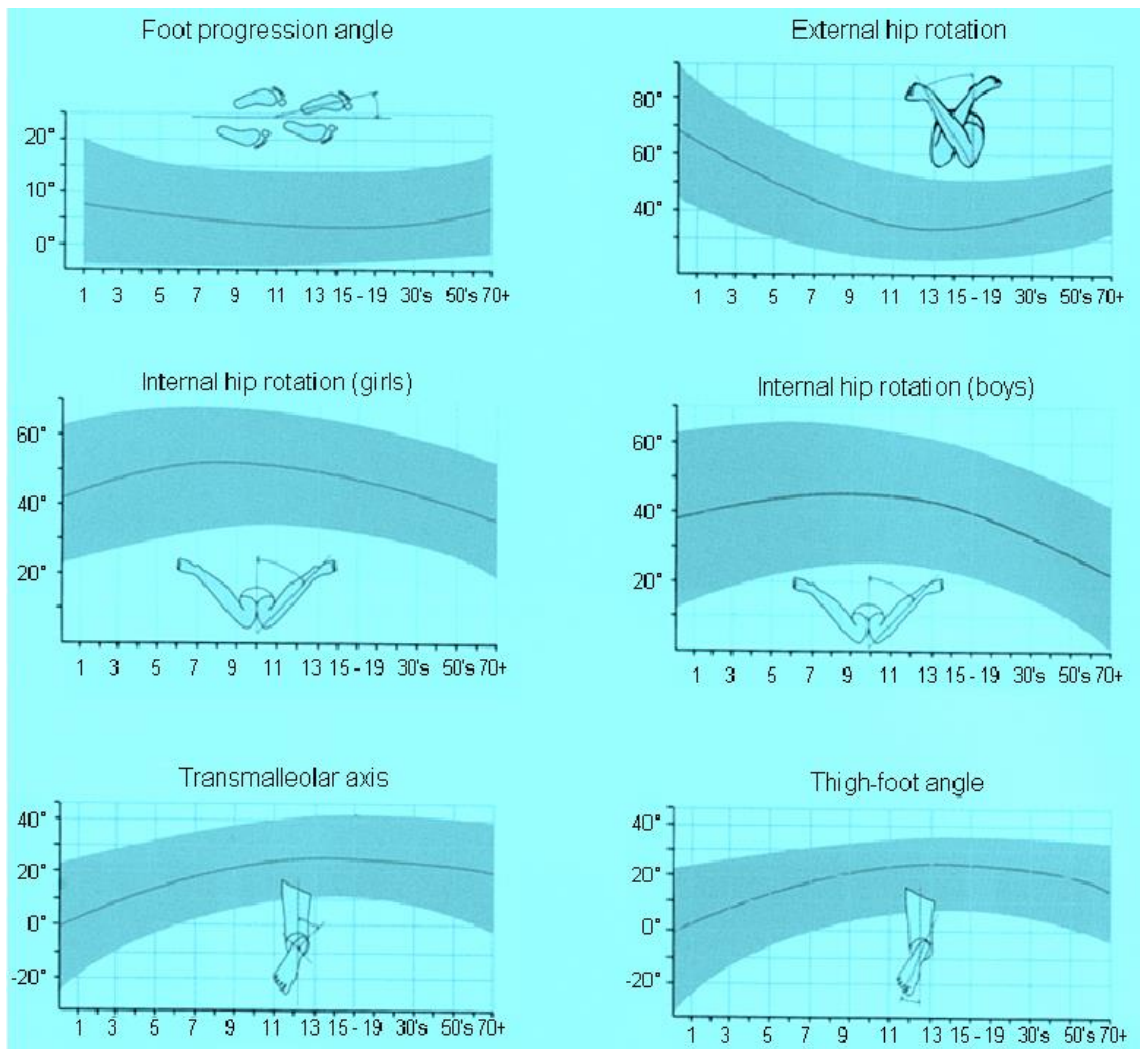 Foot progression angle
20°
10°
0°
1 3 5 7 9 11 13 15 - 19 30's 50's 70+
External hip rotation
80°
60°
40°
1 3 5 7 9 11 13 15 - 19 30's 50's 70+
Internal hip rotation (girls)
60°
40°
20°
1 3 5 7 9 11 13 15 - 19 30's 50's 70+
Internal hip rotation (boys)
60°
40°
20°
1 3 5 7 9 11 13 15 - 19 30's 50's 70+
Transmalleolar axis
40°
20°
0°
-20°
1 3 5 7 9 11 13 15 - 19 30's 50's 70+
Thigh-foot angle
40°
20°
0°
-20°
1 3 5 7 9 11 13 15 - 19 30's 50's 70+